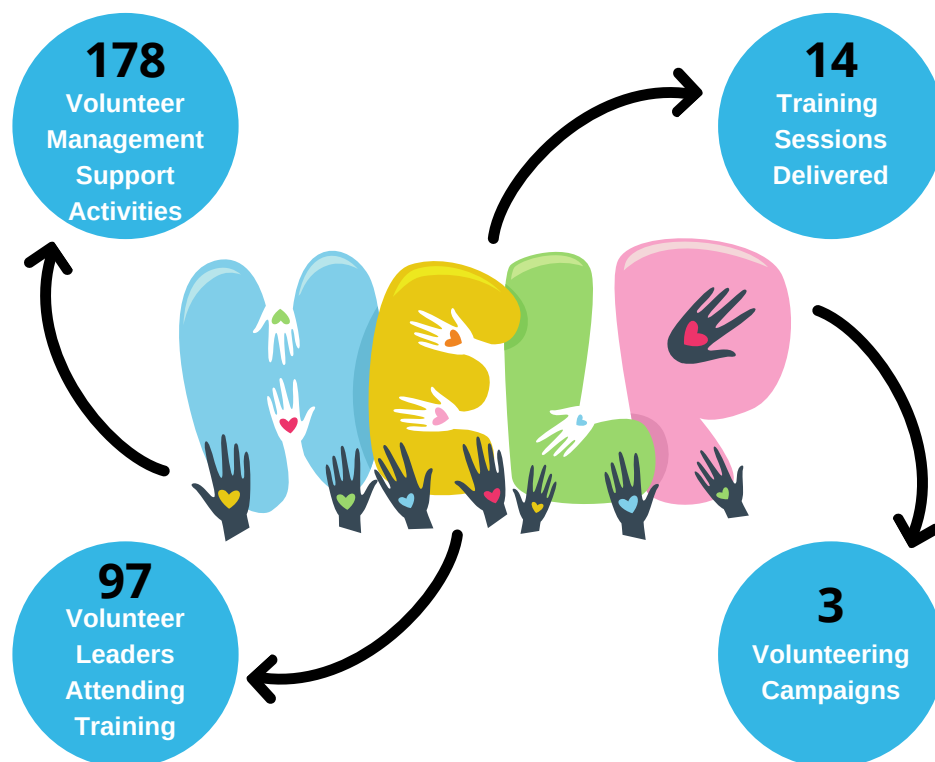 178
Volunteer
Management
Support
Activities
14
Training
Sessions
Delivered
HELP
97
Volunteer
Leaders
Attending
Training
3
Volunteering
Campaigns